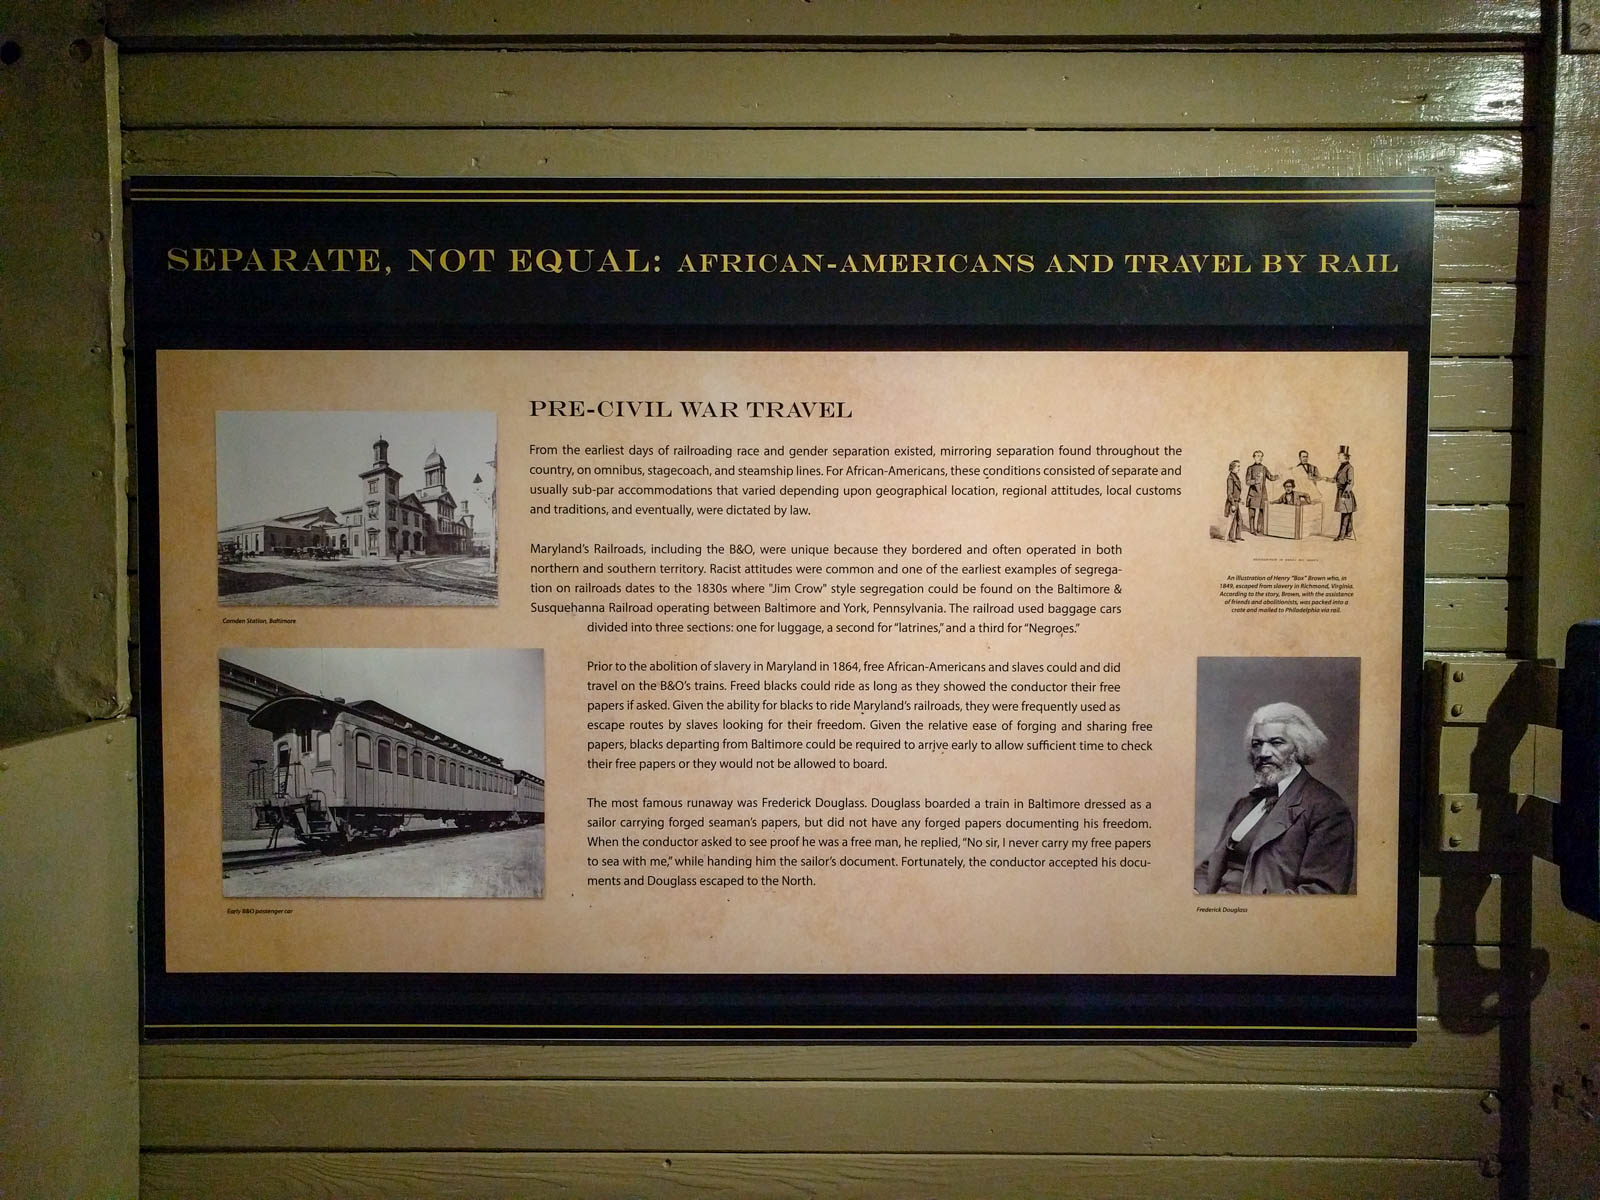 SEPARATE, NOT EQUAL: AFRICAN-AMERICANS AND TRAVEL BY RAIL
PRE-CIVIL WAR TRAVEL
From the earliest days of railroading race and gender separation existed, mirroring separation found throughout the
country, on omnibus, stagecoach, and steamship lines. For African-Americans, these conditions consisted of separate and
usually sub-par accommodations that varied depending upon geographical location, regional attitudes, local customs
and traditions, and eventually, were dictated by law.
Maryland's Railroads, including the B&O, were unique because they bordered and often operated in both
northern and southern territory. Racist attitudes were common and one of the earliest examples of segrega-
tion on railroads dates to the 1830s where "Jim Crow" style segregation could be found on the Baltimore &
Susquehanna Railroad operating between Baltimore and York, Pennsylvania. The railroad used baggage cars
divided into three sections: one for luggage, a second for "latrines," and a third for "Negroes."
Prior to the abolition of slavery in Maryland in 1864, free African-Americans and slaves could and did
travel on the B&O's trains. Freed blacks could ride as long as they showed the conductor their free
papers if asked. Given the ability for blacks to ride Maryland's railroads, they were frequently used as
escape routes by slaves looking for their freedom. Given the relative ease of forging and sharing free
papers, blacks departing from Baltimore could be required to arrive early to allow sufficient time to check
their free papers or they would not be allowed to board.
The most famous runaway was Frederick Douglass. Douglass boarded a train in Baltimore dressed as a
sailor carrying forged seaman's papers, but did not have any forged papers documenting his freedom.
When the conductor asked to see proof he was a free man, he replied, "No sir, I never carry my free papers
to sea with me," while handing him the sailor's document. Fortunately, the conductor accepted his docu-
ments and Douglass escaped to the North.
Camden Station, Baltimore
Early B&O passenger car
An illustration of Henry "Box" Brown who, in
1849, escaped from slavery in Richmond, Virginia.
According to the story, Brown, with the assistance
of friends and abolitionists, was packed into a
crate and mailed to Philadelphia via rail.
Frederick Douglass